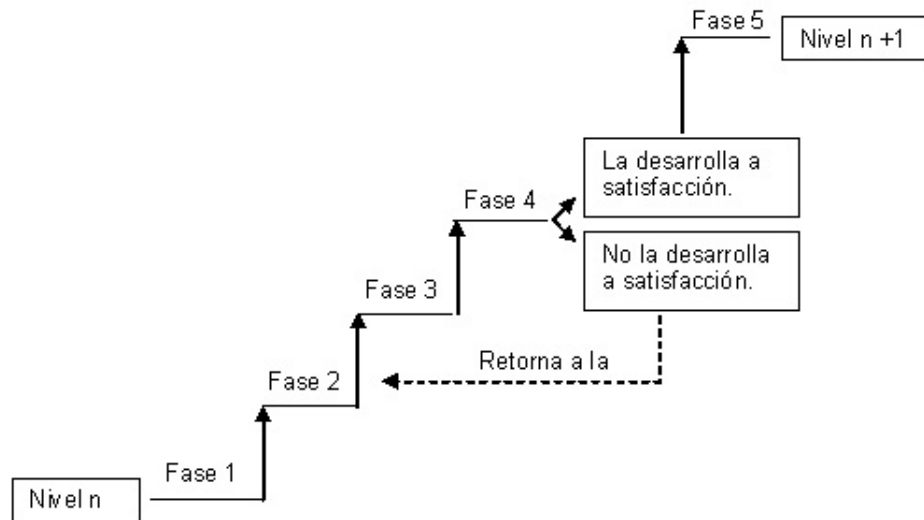 Fase 5
Nivel n +1
La desarrolla a
satisfacción.
Fase 4
No la desarrolla
a satisfacción.
Fase 3
Retorna a la
Fase 2
Fase 1
Nivel n